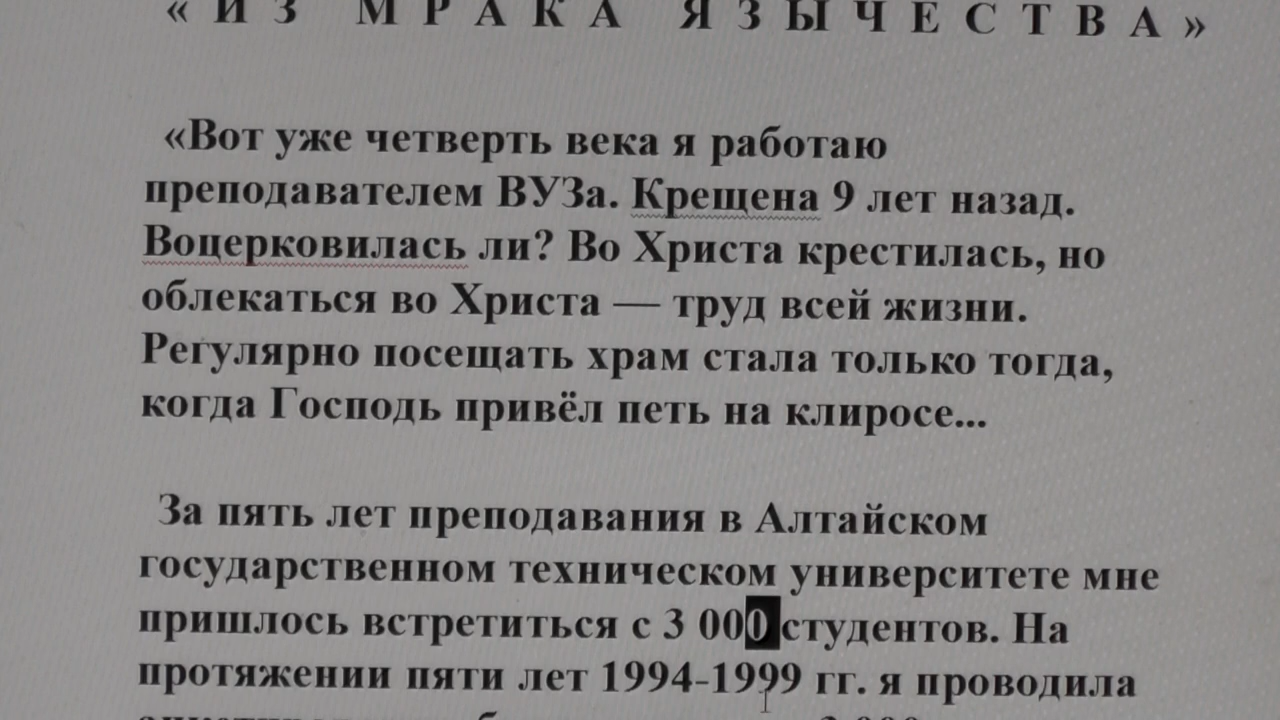 «ИЗ МРАКА ЯЗЫЧЕСТВА»
«Вот уже четверть века я работаю
преподавателем ВУЗа. Крещена 9 лет назад.
Воцерковилась ли? Во Христа крестилась, но
облекаться во Христа — труд всей жизни.
Регулярно посещать храм стала только тогда,
когда Господь привёл петь на клиросе...
За пять лет преподавания в Алтайском
государственном техническом университете мне
пришлось встретиться с 3 000 студентов. На
протяжении пяти лет 1994-1999 гг. я проводила